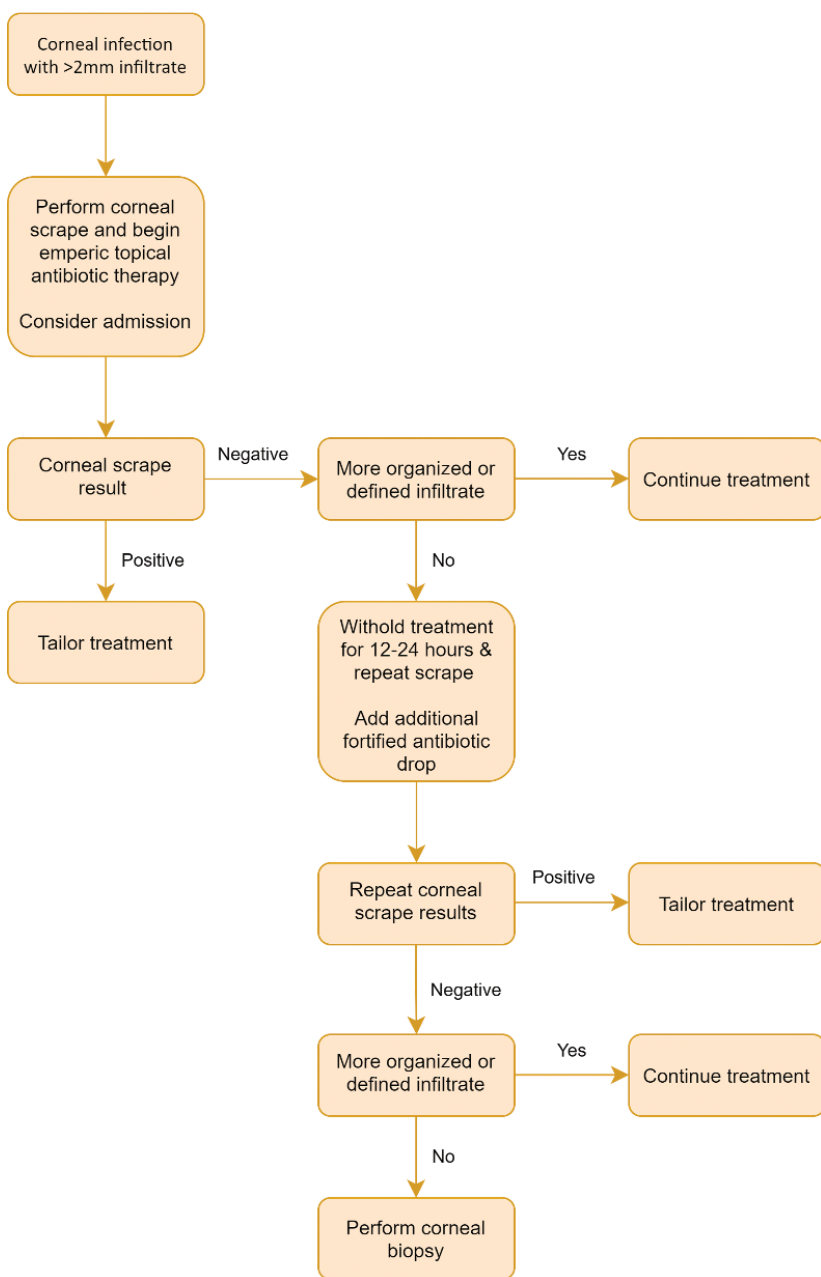 Corneal infection
with >2mm infiltrate
Perform corneal
scrape and begin
emperic topical
antibiotic therapy
Consider admission
Corneal scrape
result
Negative
More organized or
defined infiltrate
Yes
Continue treatment
Positive
No
Tailor treatment
Withold treatment
for 12-24 hours &
repeat scrape
Add additional
fortified antibiotic
drop
Repeat corneal
scrape results
Positive
Tailor treatment
Negative
More organized or
defined infiltrate
Yes
Continue treatment
No
Perform corneal
biopsy